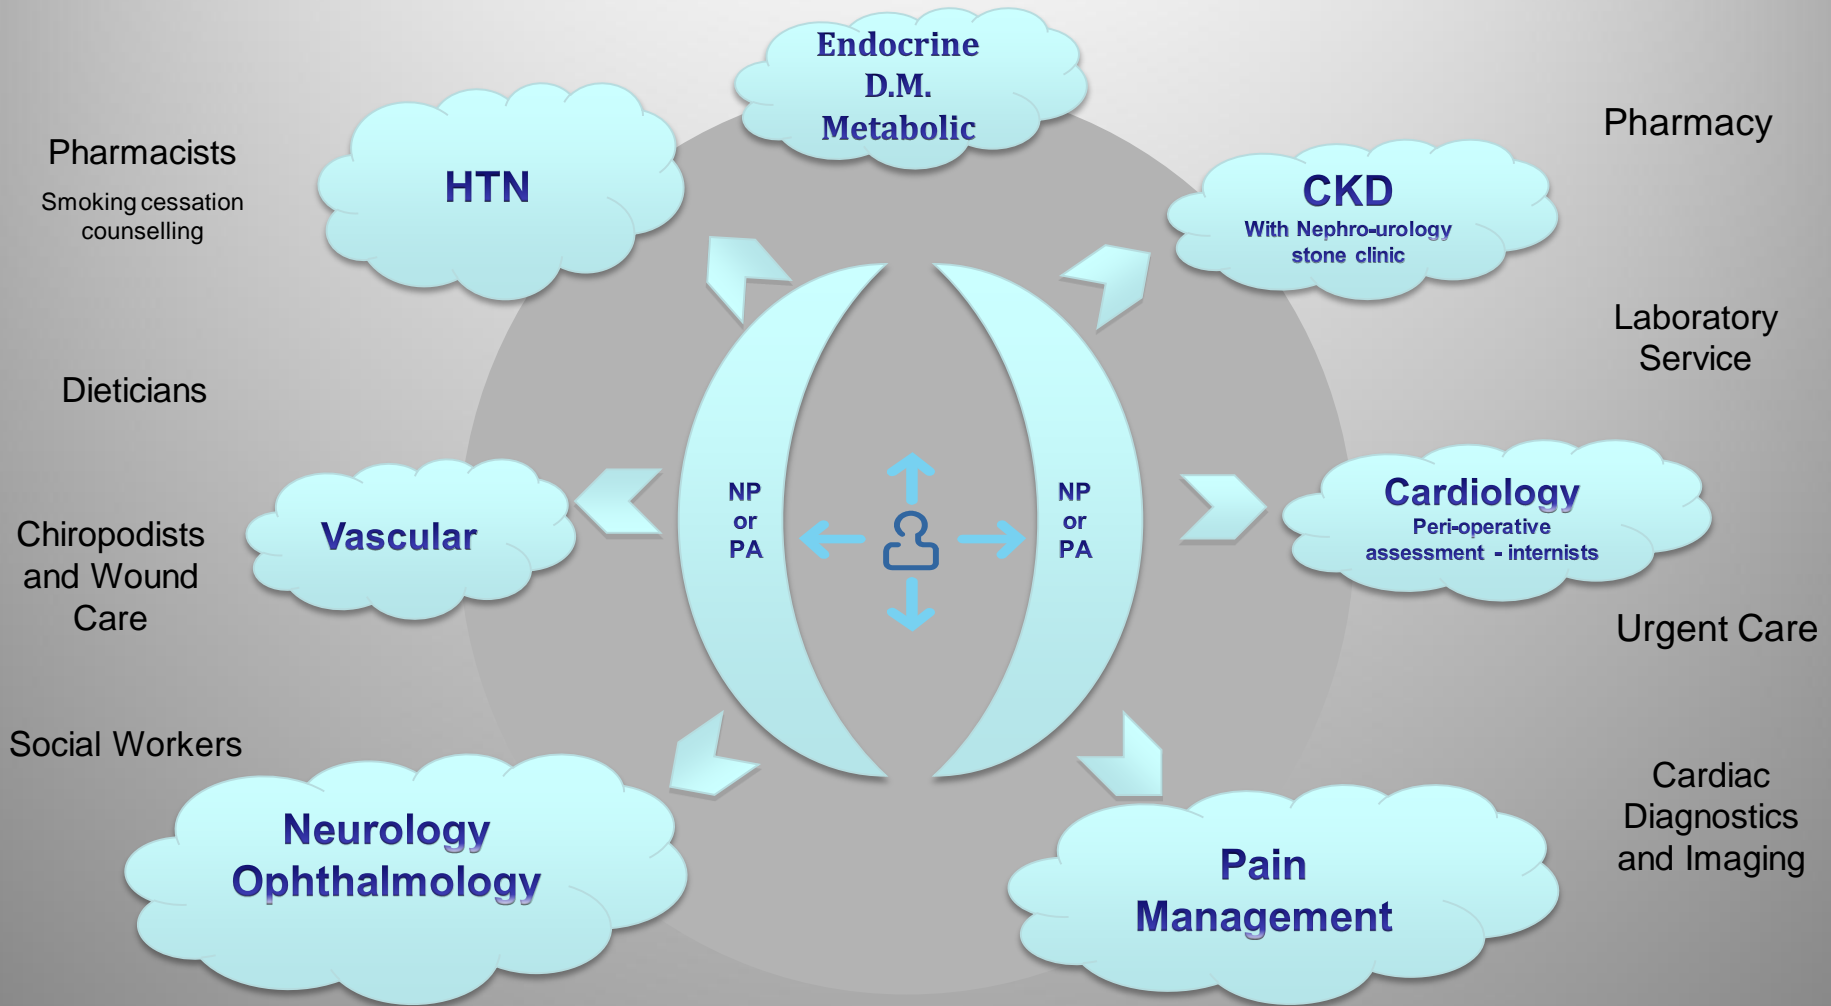 Endocrine
D.M.
Metabolic
HTN
CKD
With Nephro-urology
stone clinic
Pharmacists
Smoking cessation
counselling
Pharmacy
Laboratory
Service
Dieticians
Vascular
NP
or
PA
NP
or
PA
Cardiology
Peri-operative
assessment - internists
Chiropodists
and Wound
Care
Urgent Care
Social Workers
Neurology
Ophthalmology
Pain
Management
Cardiac
Diagnostics
and Imaging